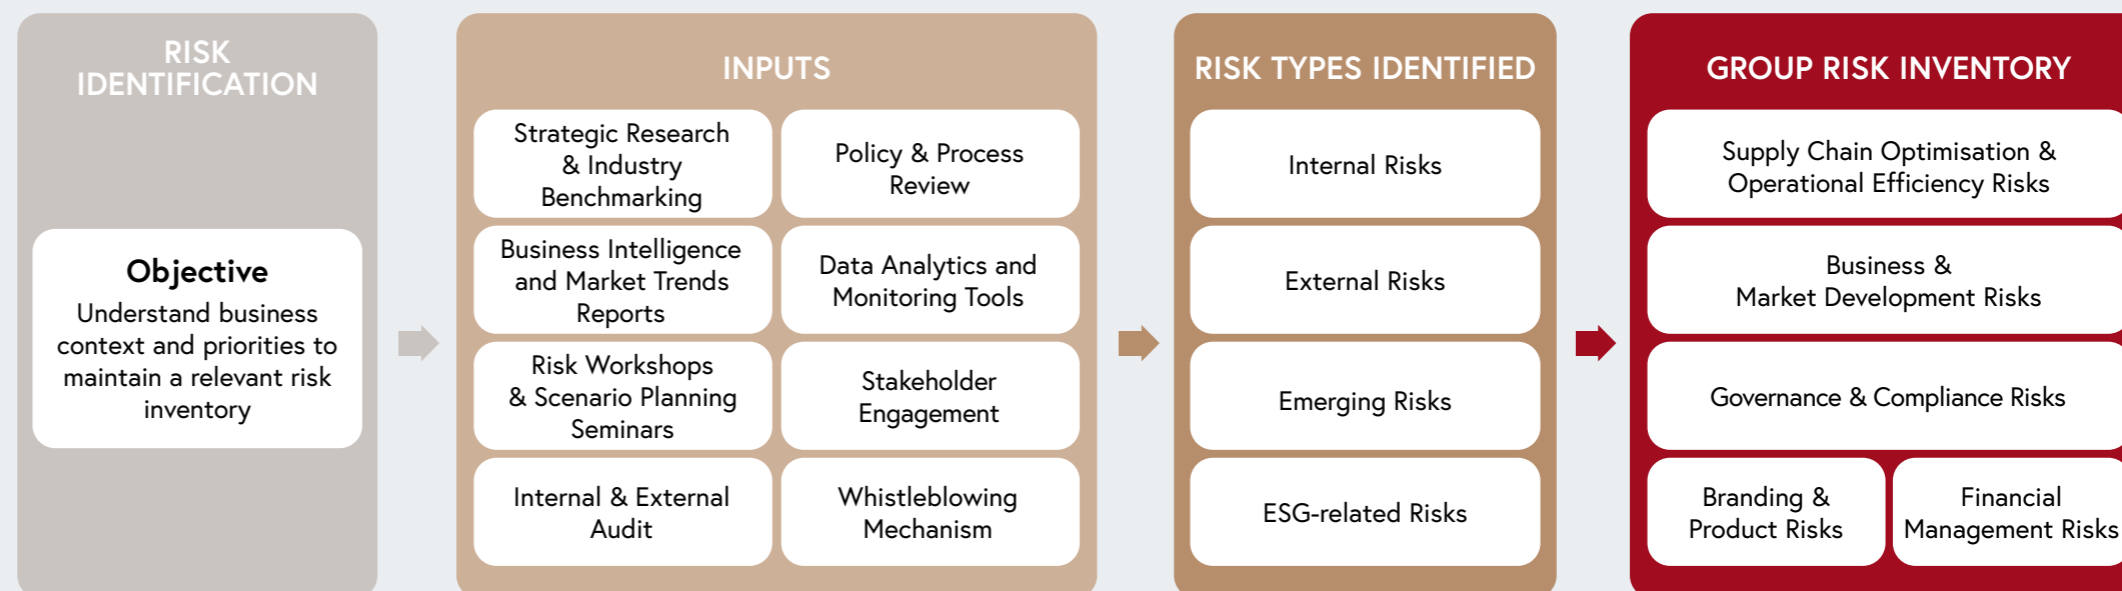 RISK
IDENTIFICATION
Objective
Understand business
context and priorities to
maintain a relevant risk
inventory
INPUTS
Strategic Research
& Industry
Benchmarking
Policy & Process
Review
Business Intelligence
and Market Trends
Reports
Data Analytics and
Monitoring Tools
Risk Workshops
& Scenario Planning
Seminars
Stakeholder
Engagement
Internal & External
Audit
Whistleblowing
Mechanism
RISK TYPES IDENTIFIED
Internal Risks
External Risks
Emerging Risks
ESG-related Risks
GROUP RISK INVENTORY
Supply Chain Optimisation &
Operational Efficiency Risks
Business &
Market Development Risks
Governance & Compliance Risks
Branding &
Product Risks
Financial
Management Risks